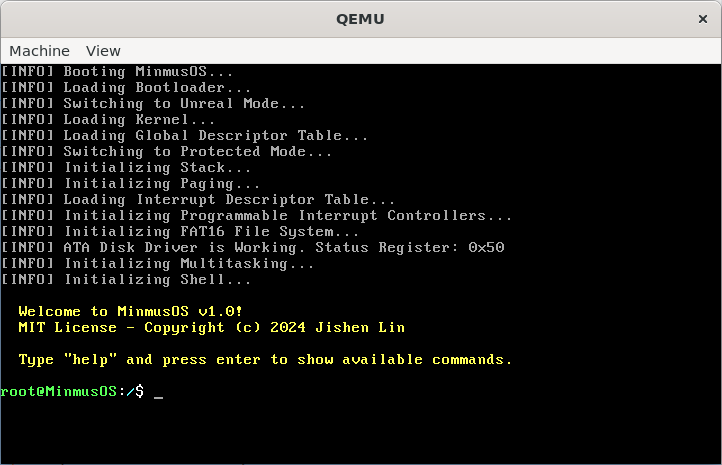 QEMU
Machine View
[INFO] Booting MinmusOS...
[INFO] Loading Bootloader...
[INFO] Switching to Unreal Mode...
[INFO] Loading Kernel...
[INFO] Loading Global Descriptor Table...
[INFO] Switching to Protected Mode...
[INFO] Initializing Stack...
[INFO] Initializing Paging...
[INFO] Loading Interrupt Descriptor Table...
[INFO] Initializing Programmable Interrupt Controllers...
[INFO] Initializing FAT16 File System...
[INFO] ATA Disk Driver is Working. Status Register: 0x50
[INFO] Initializing Multitasking...
[INFO] Initializing Shell...
Welcome to MinmusOS v1.0!
MIT License - Copyright (c) 2024 Jishen Lin
Type "help" and press enter to show available commands.
root@MinmusOS:/$ _